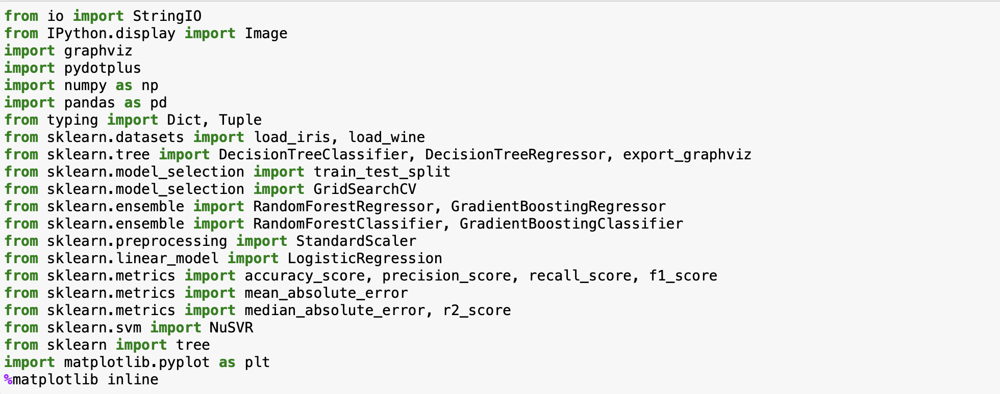 from io import StringIO
from IPython.display import Image
import graphviz
import pydotplus
import numpy as np
import pandas as pd
from typing import Dict, Tuple
from sklearn.datasets import load_iris, load_wine
from sklearn.tree import DecisionTreeClassifier, DecisionTreeRegressor, export_graphviz
from sklearn.model_selection import train_test_split
from sklearn.model_selection import GridSearchCV
from sklearn.ensemble import RandomForestRegressor, GradientBoostingRegressor
from sklearn.ensemble import RandomForestClassifier, GradientBoostingClassifier
from sklearn.preprocessing import StandardScaler
from sklearn.linear_model import LogisticRegression
from sklearn.metrics import accuracy_score, precision_score, recall_score, f1_score
from sklearn.metrics import mean_absolute_error
from sklearn.metrics import median_absolute_error, r2_score
from sklearn.svm import NuSVR
from sklearn import tree
import matplotlib.pyplot as plt
%matplotlib inline